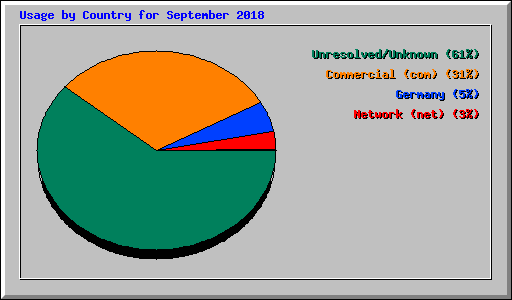 Usage by Country for September 2018
Unresolved/Unknown (61%)
Commercial (com) (31%)
Germany (5%)
Network (net) (3%)